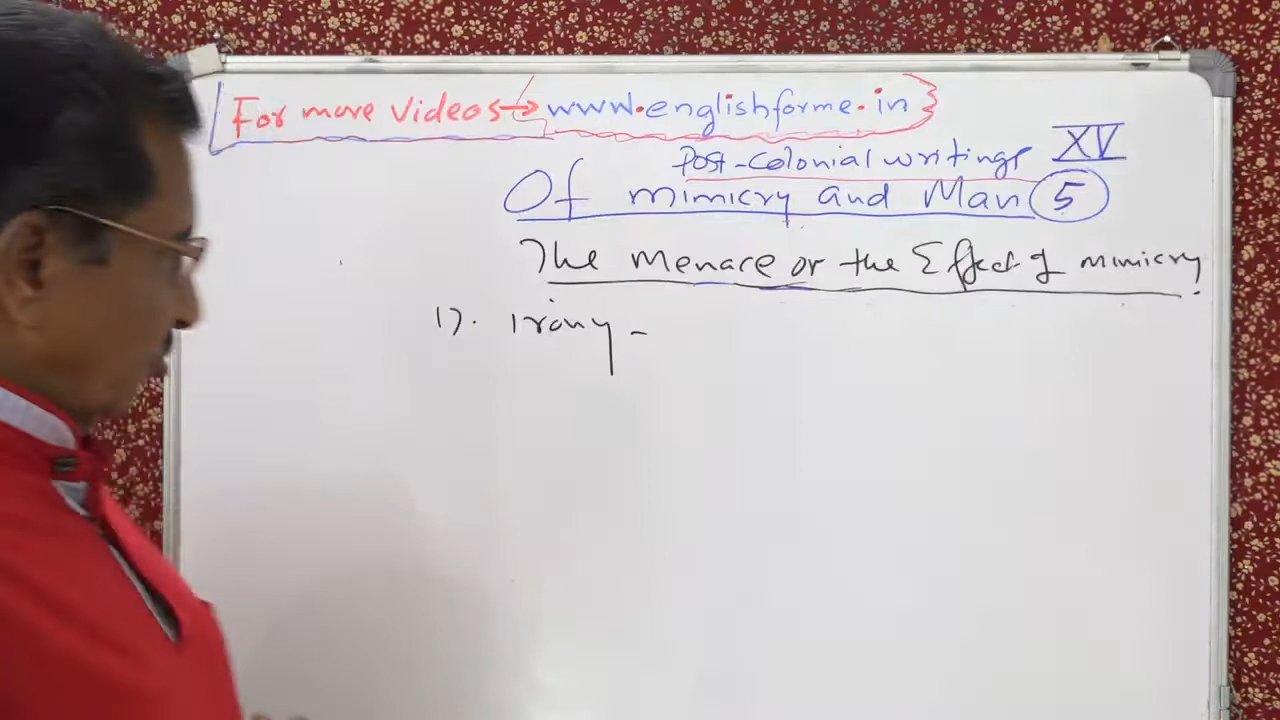 For more videos → www.englishforme.in
Post-Colonial writings XV
Of mimicry and Man 5
The Menace or the Effect of mimicry
1). Irony -